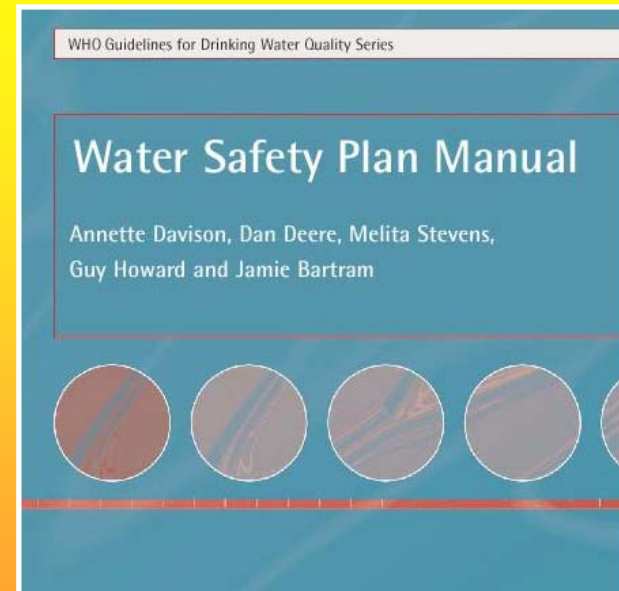 WHO Guidelines for Drinking Water Quality Series
Water Safety Plan Manual
Annette Davison, Dan Deere, Melita Stevens,
Guy Howard and Jamie Bartram